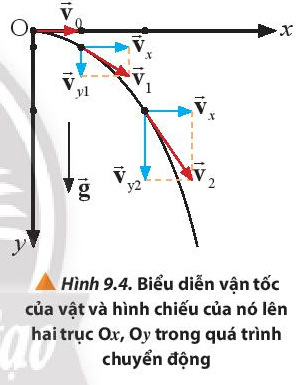 O v⃗₀ x
v⃗ₓ
v⃗y1 v⃗₁
v⃗ₓ
g⃗ v⃗y2 v⃗₂
y
Hình 9.4. Biểu diễn vận tốc
của vật và hình chiếu của nó lên
hai trục Ox, Oy trong quá trình
chuyển động